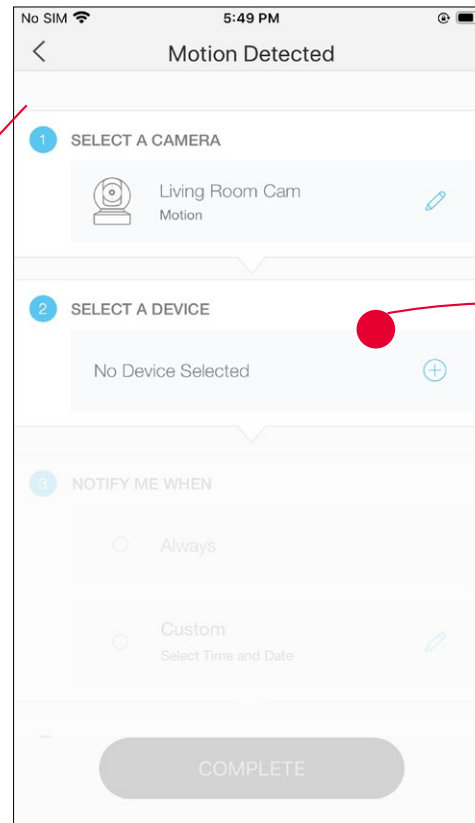 No SIM 5:49 PM
Motion Detected
1 SELECT A CAMERA
Living Room Cam
Motion
2 SELECT A DEVICE
No Device Selected
3 NOTIFY ME WHEN
Always
Custom
Select Time and Date
COMPLETE